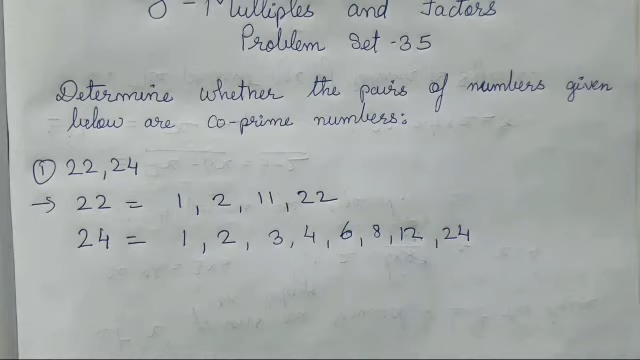 8 - Multiples and Factors
Problem Set - 35
Determine whether the pairs of numbers given
below are co-prime numbers:
① 22, 24
→ 22 = 1, 2, 11, 22
24 = 1, 2, 3, 4, 6, 8, 12, 24